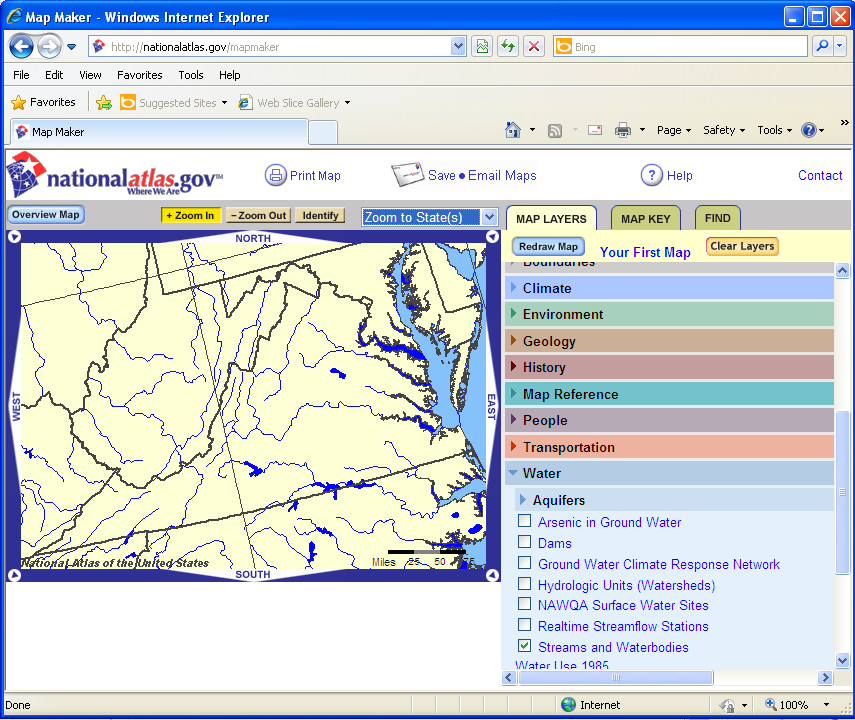 Map Maker - Windows Internet Explorer
http://nationalatlas.gov/mapmaker
Bing
File Edit View Favorites Tools Help
Favorites Suggested Sites Web Slice Gallery
Map Maker
Page Safety Tools »
nationalatlas.gov™
Where We Are
Print Map Save ● Email Maps Help Contact
Overview Map + Zoom In − Zoom Out Identify Zoom to State(s) MAP LAYERS MAP KEY FIND
NORTH
Redraw Map Your First Map Clear Layers
Boundaries
Climate
Environment
Geology
History
Map Reference
WEST
EAST
People
Transportation
Water
Aquifers
Arsenic in Ground Water
Dams
Ground Water Climate Response Network
Hydrologic Units (Watersheds)
NAWQA Surface Water Sites
Realtime Streamflow Stations
Streams and Waterbodies
Water Use 1985
Miles 25 50 75
National Atlas of the United States
SOUTH
Done Internet 100%